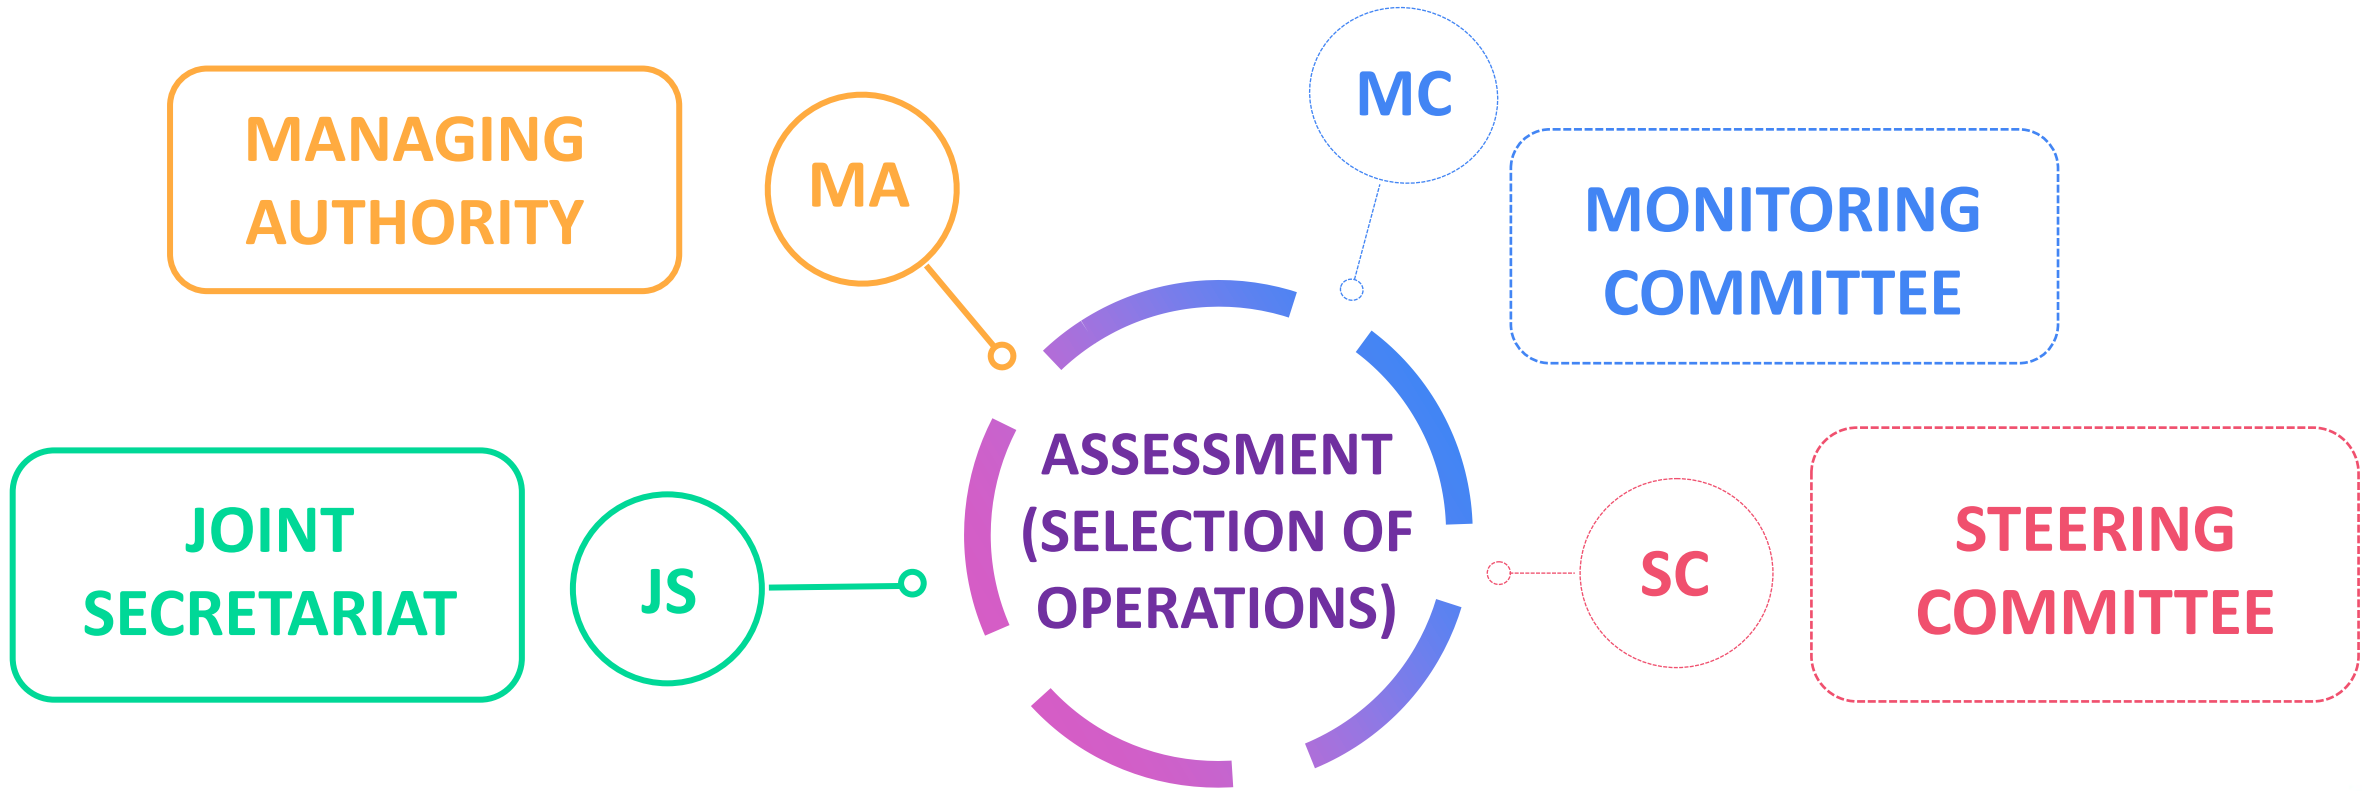 MANAGING
AUTHORITY
MA
MC
MONITORING
COMMITTEE
JOINT
SECRETARIAT
JS
ASSESSMENT
(SELECTION OF
OPERATIONS)
SC
STEERING
COMMITTEE